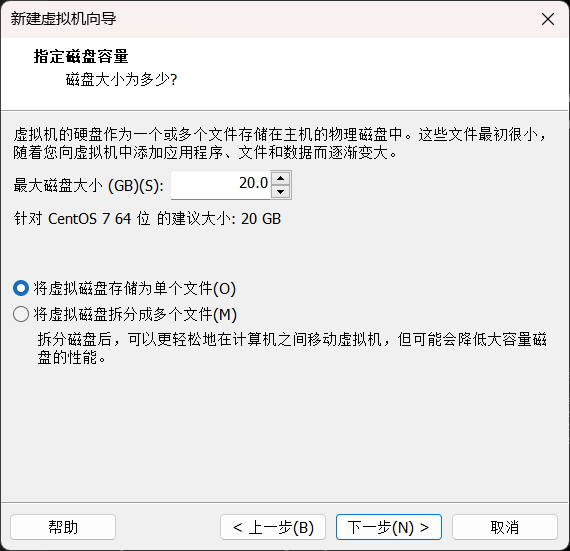 新建虚拟机向导
指定磁盘容量
磁盘大小为多少?
虚拟机的硬盘作为一个或多个文件存储在主机的物理磁盘中。这些文件最初很小，
随着您向虚拟机中添加应用程序、文件和数据而逐渐变大。
最大磁盘大小 (GB)(S): 20.0
针对 CentOS 7 64 位 的建议大小: 20 GB
将虚拟磁盘存储为单个文件(O)
将虚拟磁盘拆分成多个文件(M)
拆分磁盘后，可以更轻松地在计算机之间移动虚拟机，但可能会降低大容量磁
盘的性能。
帮助 < 上一步(B) 下一步(N) > 取消